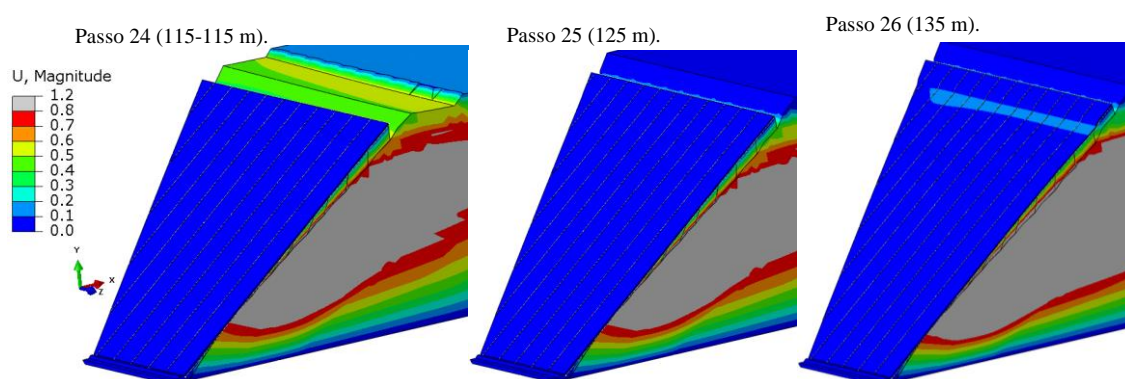 Passo 24 (115-115 m).
Passo 25 (125 m).
Passo 26 (135 m).
U, Magnitude
1.2
0.8
0.7
0.6
0.5
0.4
0.3
0.2
0.1
0.0
Y
X
Z